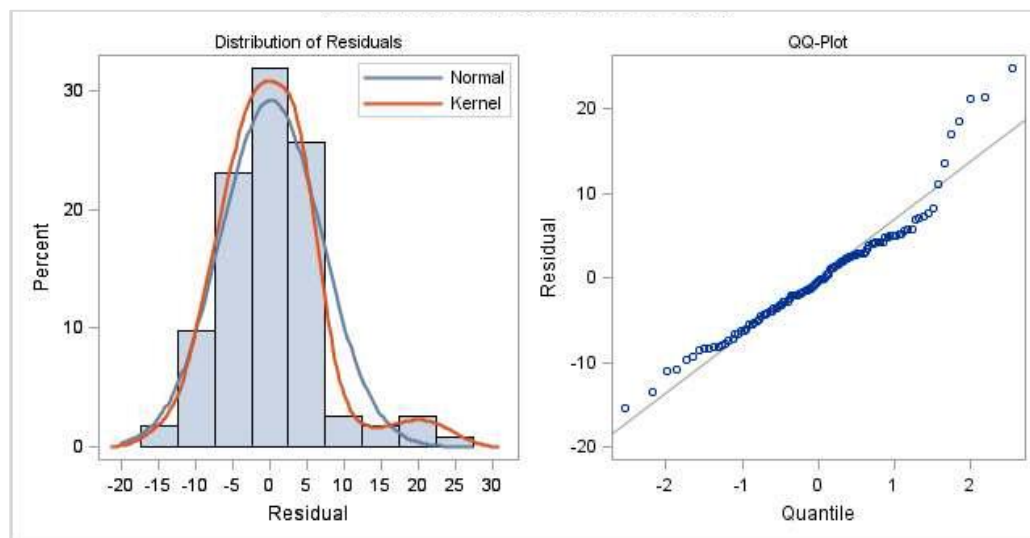 Distribution of Residuals
Normal
Kernel
30
20
10
0
Percent
-20 -15 -10 -5 0 5 10 15 20 25 30
Residual
QQ-Plot
20
10
0
-10
-20
Residual
-2 -1 0 1 2
Quantile